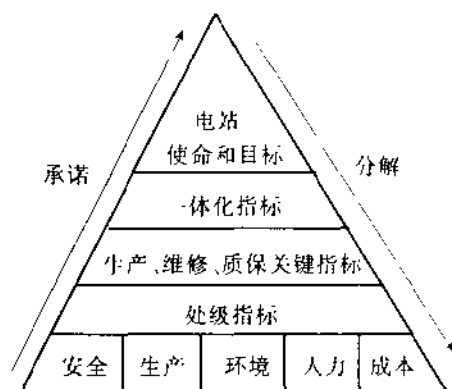 电站
使命和目标
承诺
分解
一体化指标
生产、维修、质保关键指标
处级指标
安全 生产 环境 人力 成本